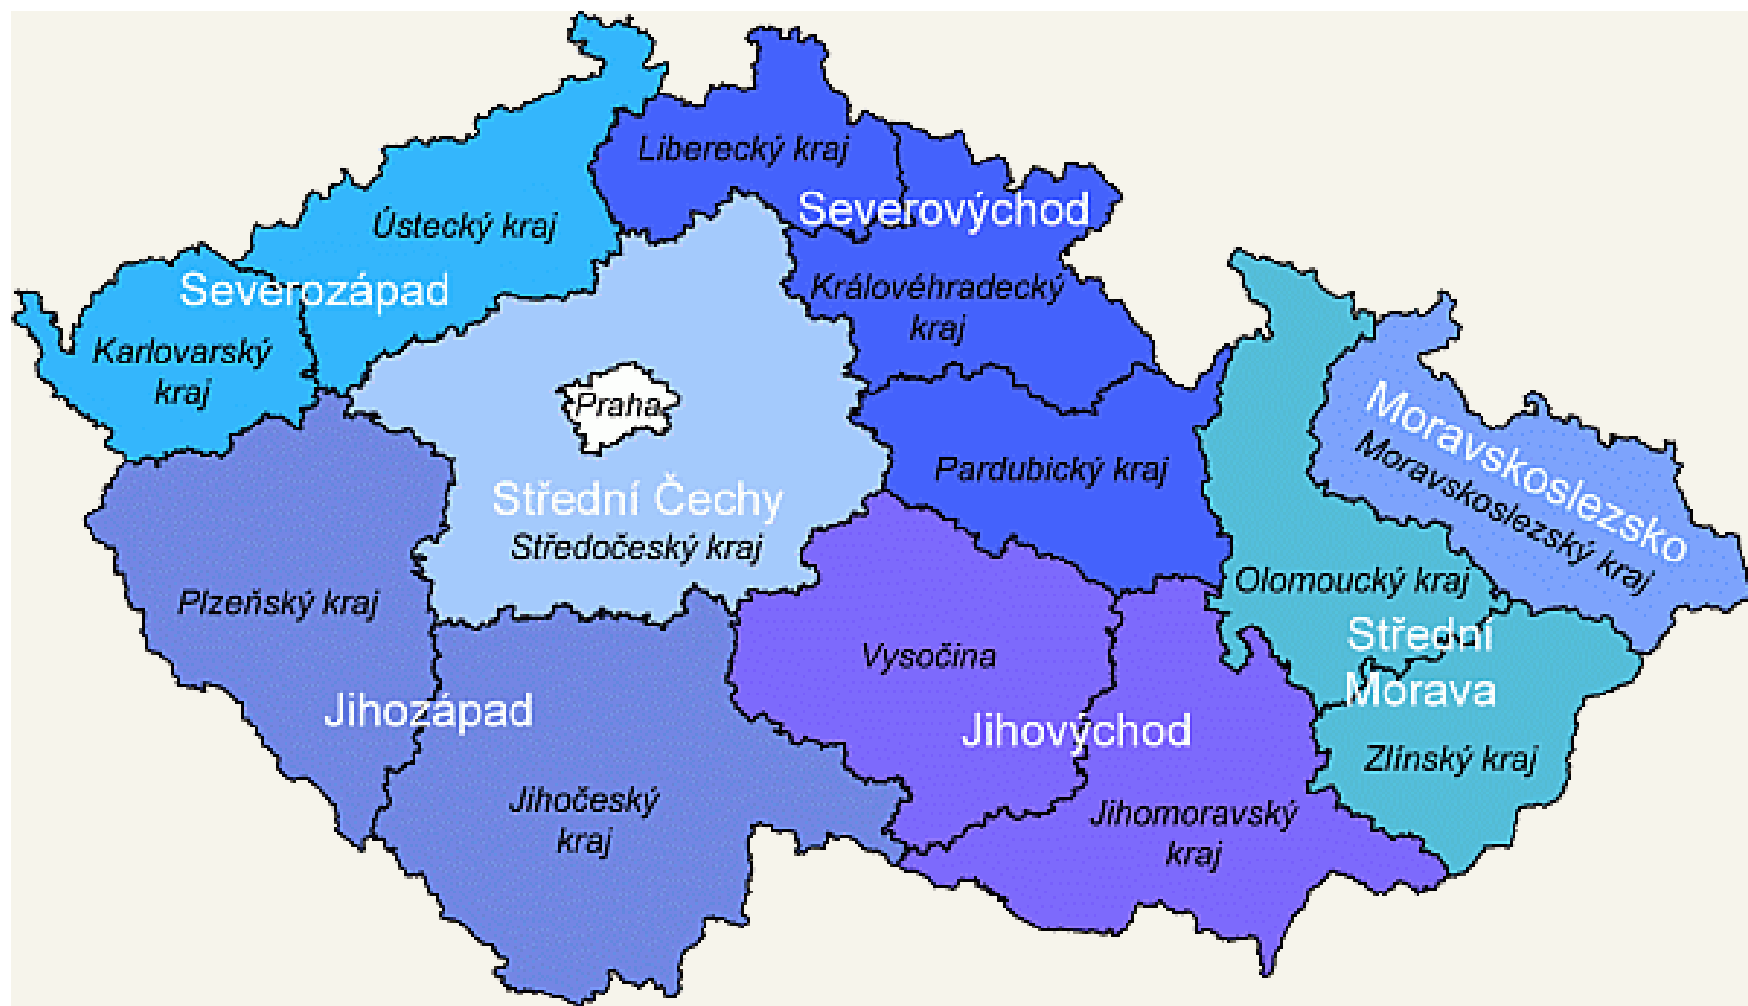 Liberecký kraj
Severovýchod
Ústecký kraj
Severozápad
Královéhradecký
kraj
Karlovarský
kraj
Praha
Moravskoslezsko
Moravskoslezský kraj
Pardubický kraj
Střední Čechy
Středočeský kraj
Olomoucký kraj
Plzeňský kraj
Střední
Morava
Vysočina
Jihozápad
Jihovýchod
Zlínský kraj
Jihočeský
kraj
Jihomoravský
kraj